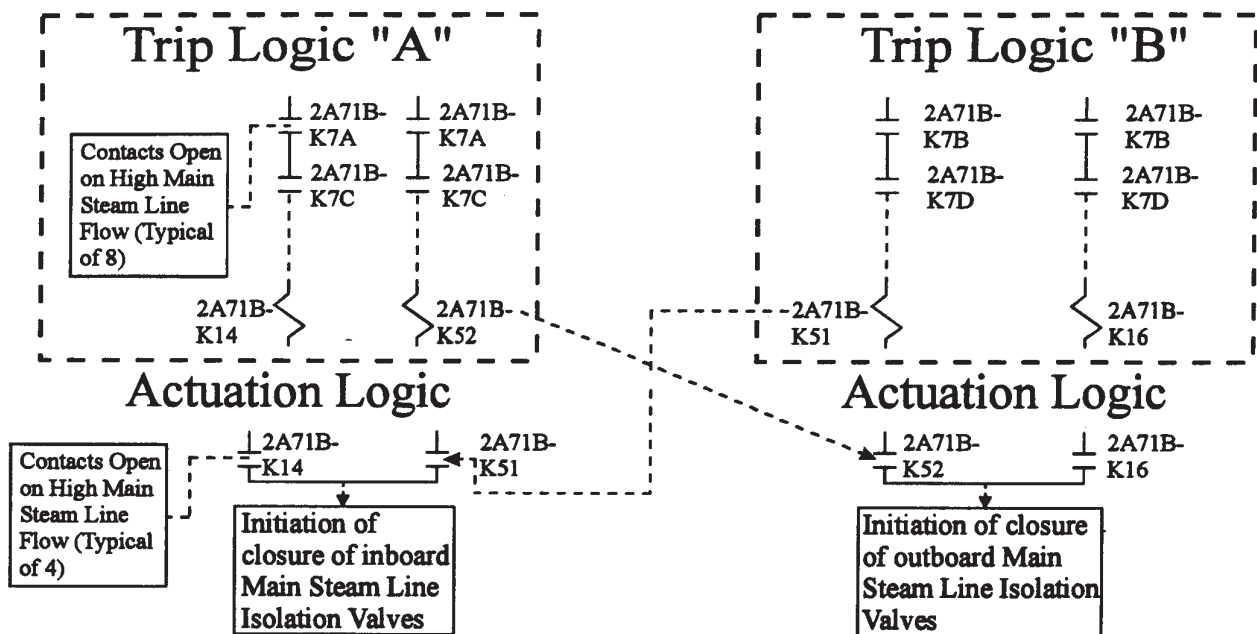 Trip Logic "A"
2A71B-
K7A
2A71B-
K7A
2A71B-
K7C
2A71B-
K7C
Contacts Open
on High Main
Steam Line
Flow (Typical
of 8)
2A71B-
K14
2A71B-
K52
Trip Logic "B"
2A71B-
K7B
2A71B-
K7B
2A71B-
K7D
2A71B-
K7D
2A71B-
K51
2A71B-
K16
Actuation Logic
2A71B-
K14
2A71B-
K51
Contacts Open
on High Main
Steam Line
Flow (Typical
of 4)
Initiation of
closure of inboard
Main Steam Line
Isolation Valves
Actuation Logic
2A71B-
K52
2A71B-
K16
Initiation of closure
of outboard Main
Steam Line Isolation
Valves